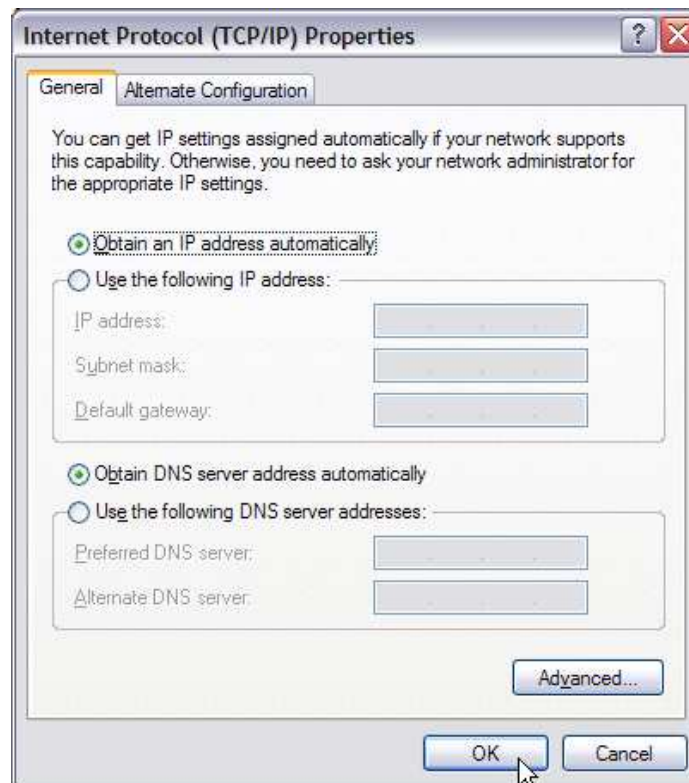 Internet Protocol (TCP/IP) Properties
General
Alternate Configuration
You can get IP settings assigned automatically if your network supports
this capability. Otherwise, you need to ask your network administrator for
the appropriate IP settings.
Obtain an IP address automatically
Use the following IP address:
IP address:
Subnet mask:
Default gateway:
Obtain DNS server address automatically
Use the following DNS server addresses:
Preferred DNS server:
Alternate DNS server:
Advanced...
OK
Cancel